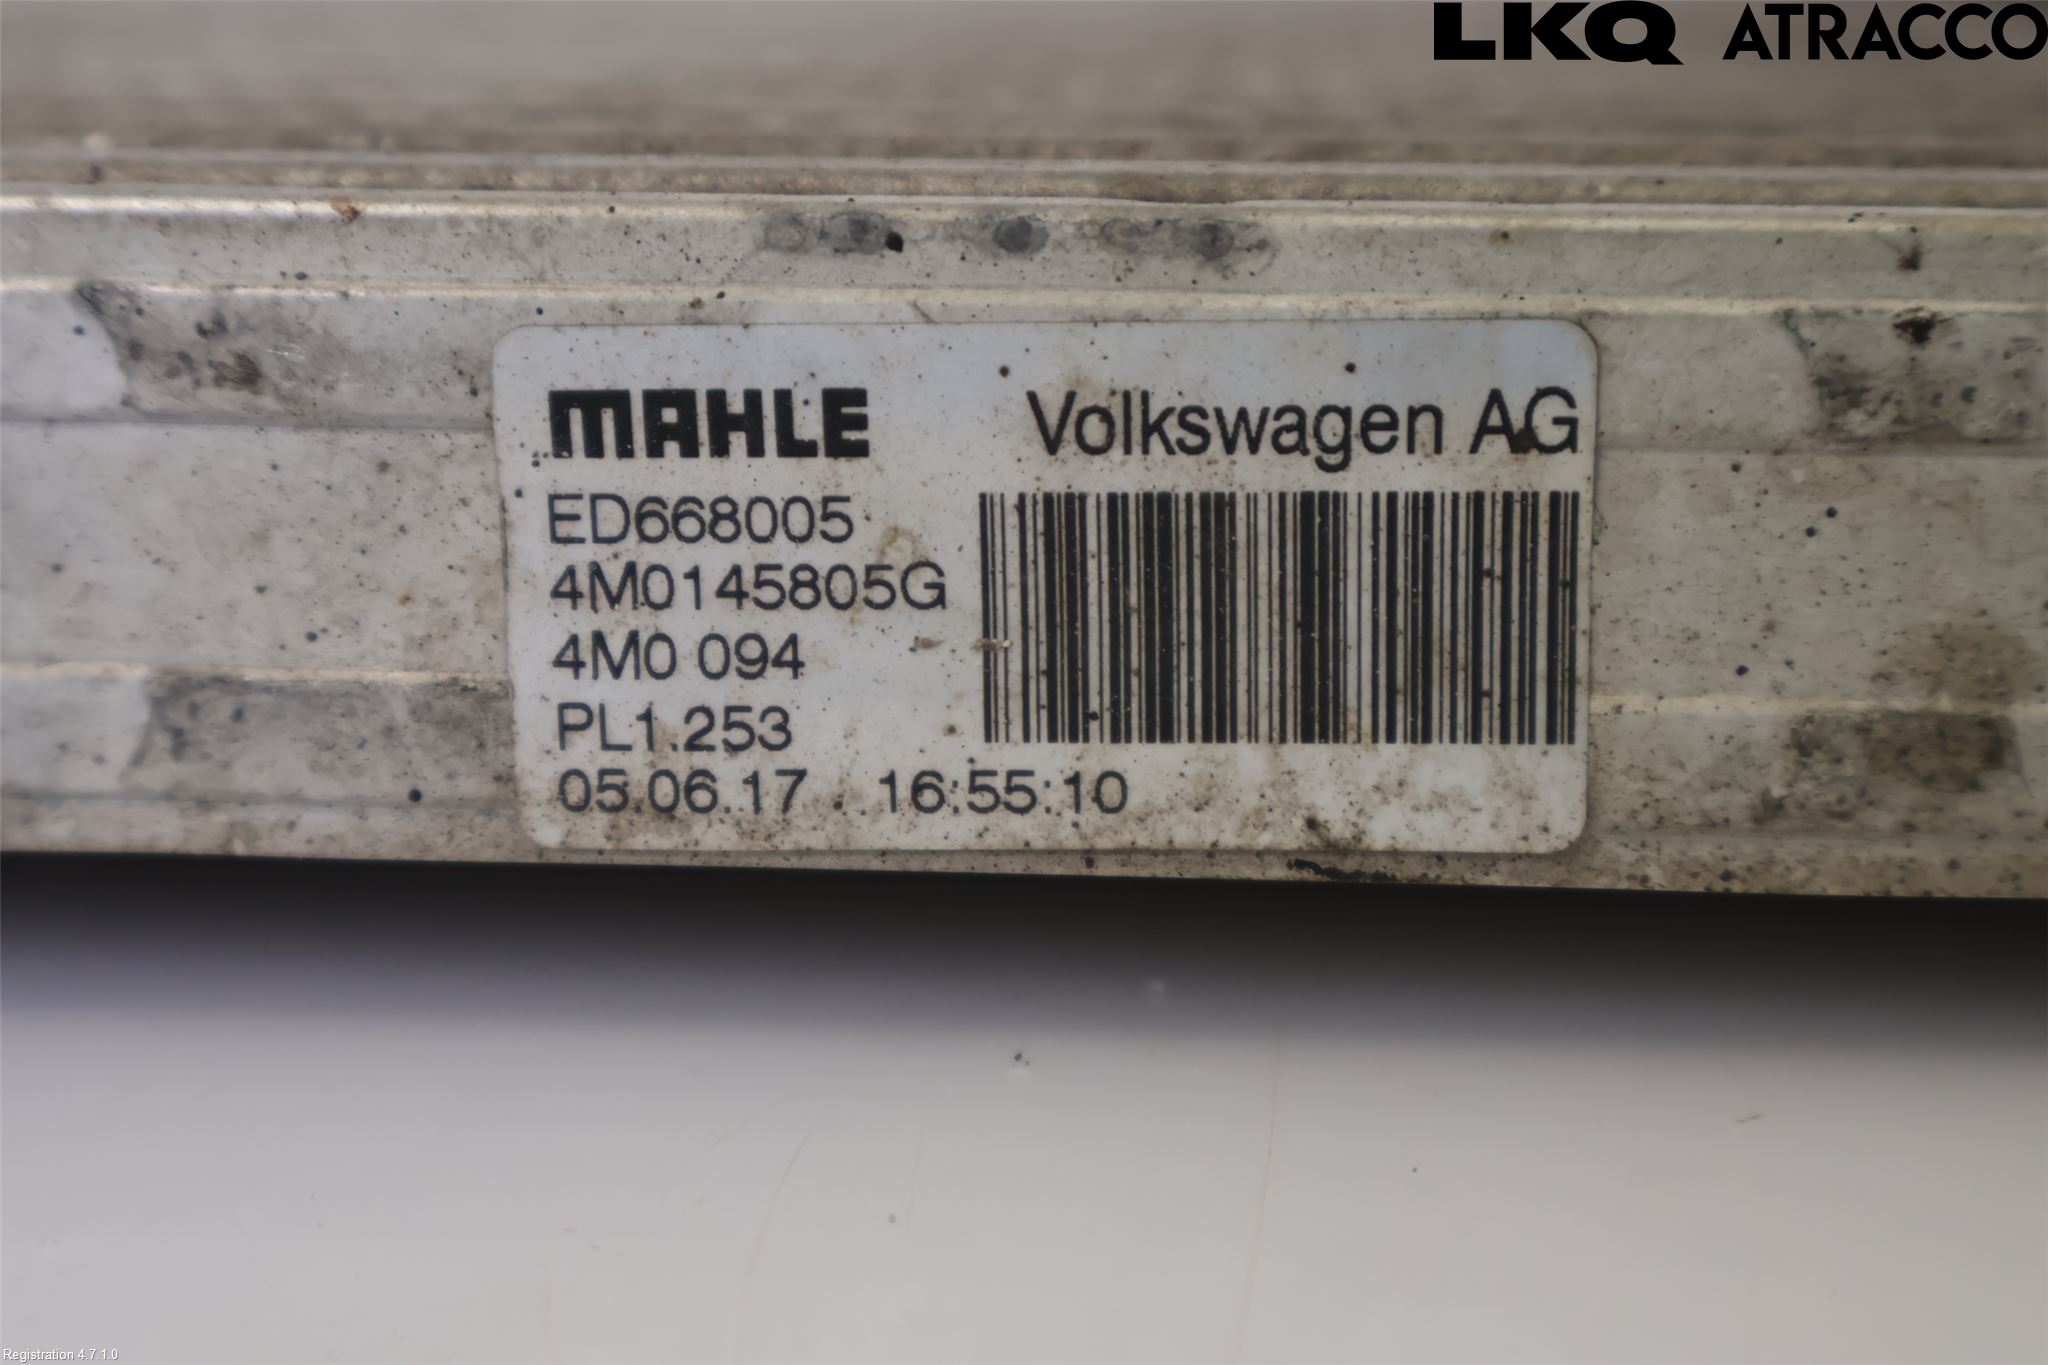 LKQ ATRACCO
MAHLE Volkswagen AG
ED668005
4M0145805G
4M0 094
PL1.253
05.06.17 16:55:10
Registration 4.7.1.0